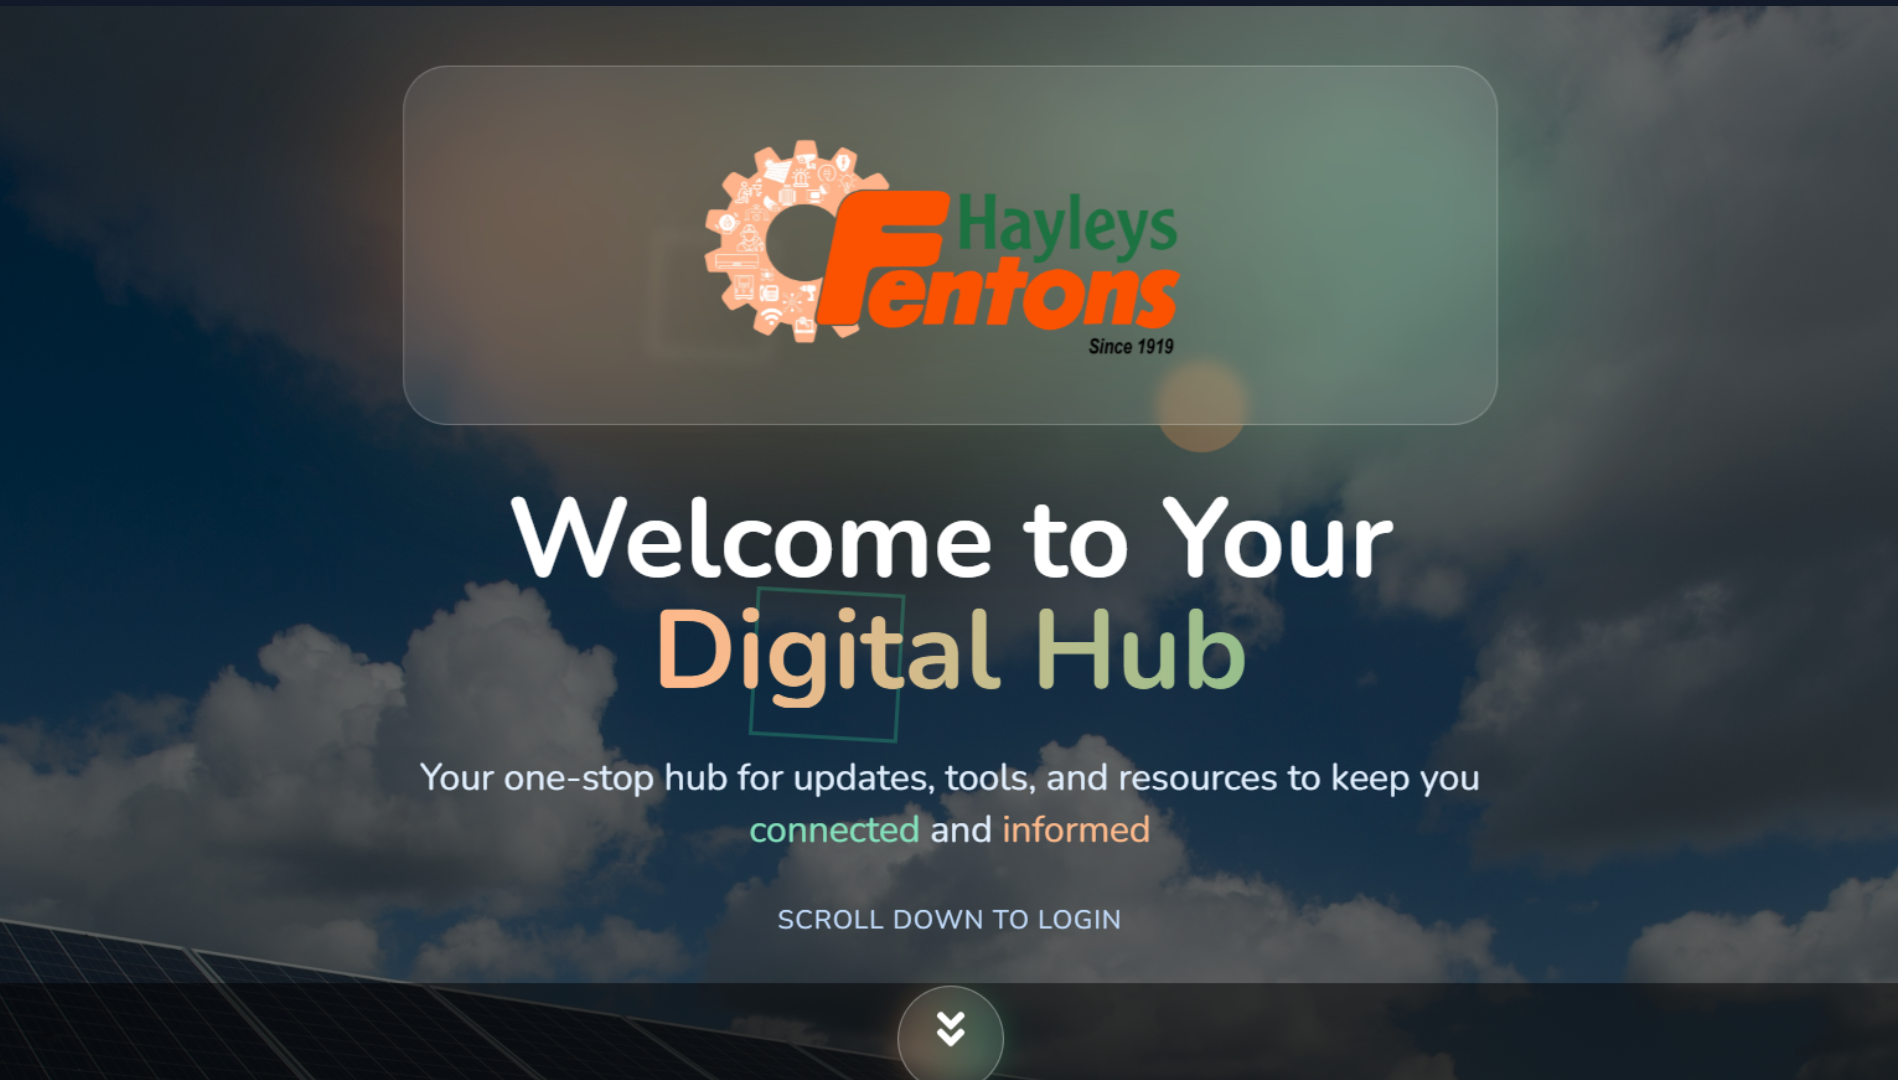 Hayleys
Fentons
Since 1919
Welcome to Your
Digital Hub
Your one-stop hub for updates, tools, and resources to keep you
connected and informed
SCROLL DOWN TO LOGIN